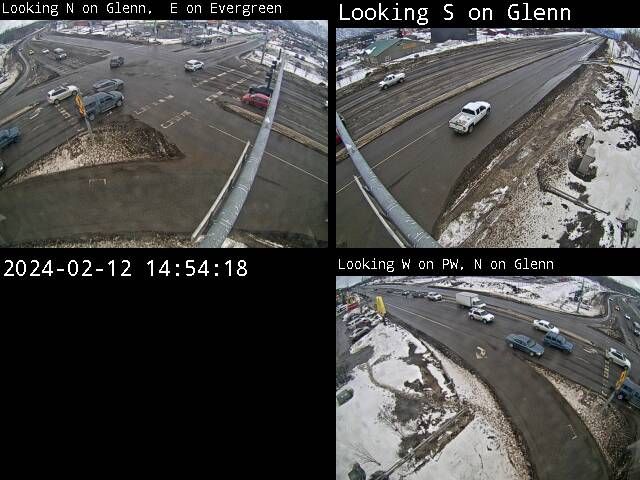 Looking N on Glenn, E on Evergreen
Looking S on Glenn
2024-02-12 14:54:18
Looking W on PW, N on Glenn